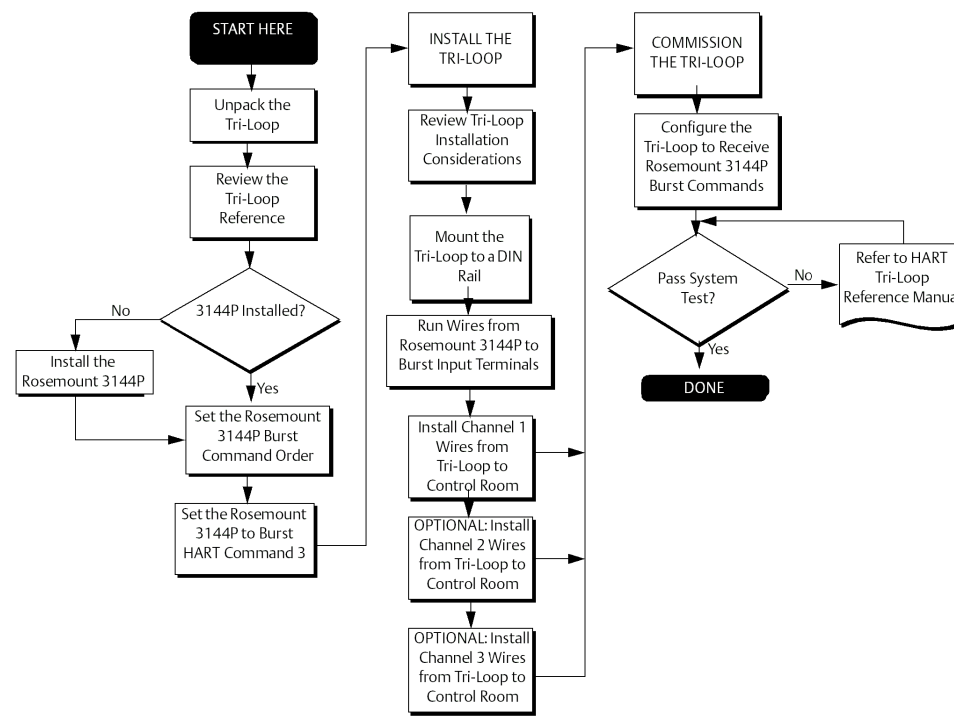 START HERE
Unpack the
Tri-Loop
Review the
Tri-Loop
Reference
3144P Installed?
No
Install the
Rosemount 3144P
Yes
Set the Rosemount
3144P Burst
Command Order
Set the Rosemount
3144P to Burst
HART Command 3
INSTALL THE
TRI-LOOP
Review Tri-Loop
Installation
Considerations
Mount the
Tri-Loop to a DIN
Rail
Run Wires from
Rosemount 3144P to
Burst Input Terminals
Install Channel 1
Wires from
Tri-Loop to
Control Room
OPTIONAL: Install
Channel 2 Wires
from Tri-Loop to
Control Room
OPTIONAL: Install
Channel 3 Wires
from Tri-Loop to
Control Room
COMMISSION
THE TRI-LOOP
Configure the
Tri-Loop to Receive
Rosemount 3144P
Burst Commands
Pass System
Test?
No
Refer to HART
Tri-Loop
Reference Manua
Yes
DONE